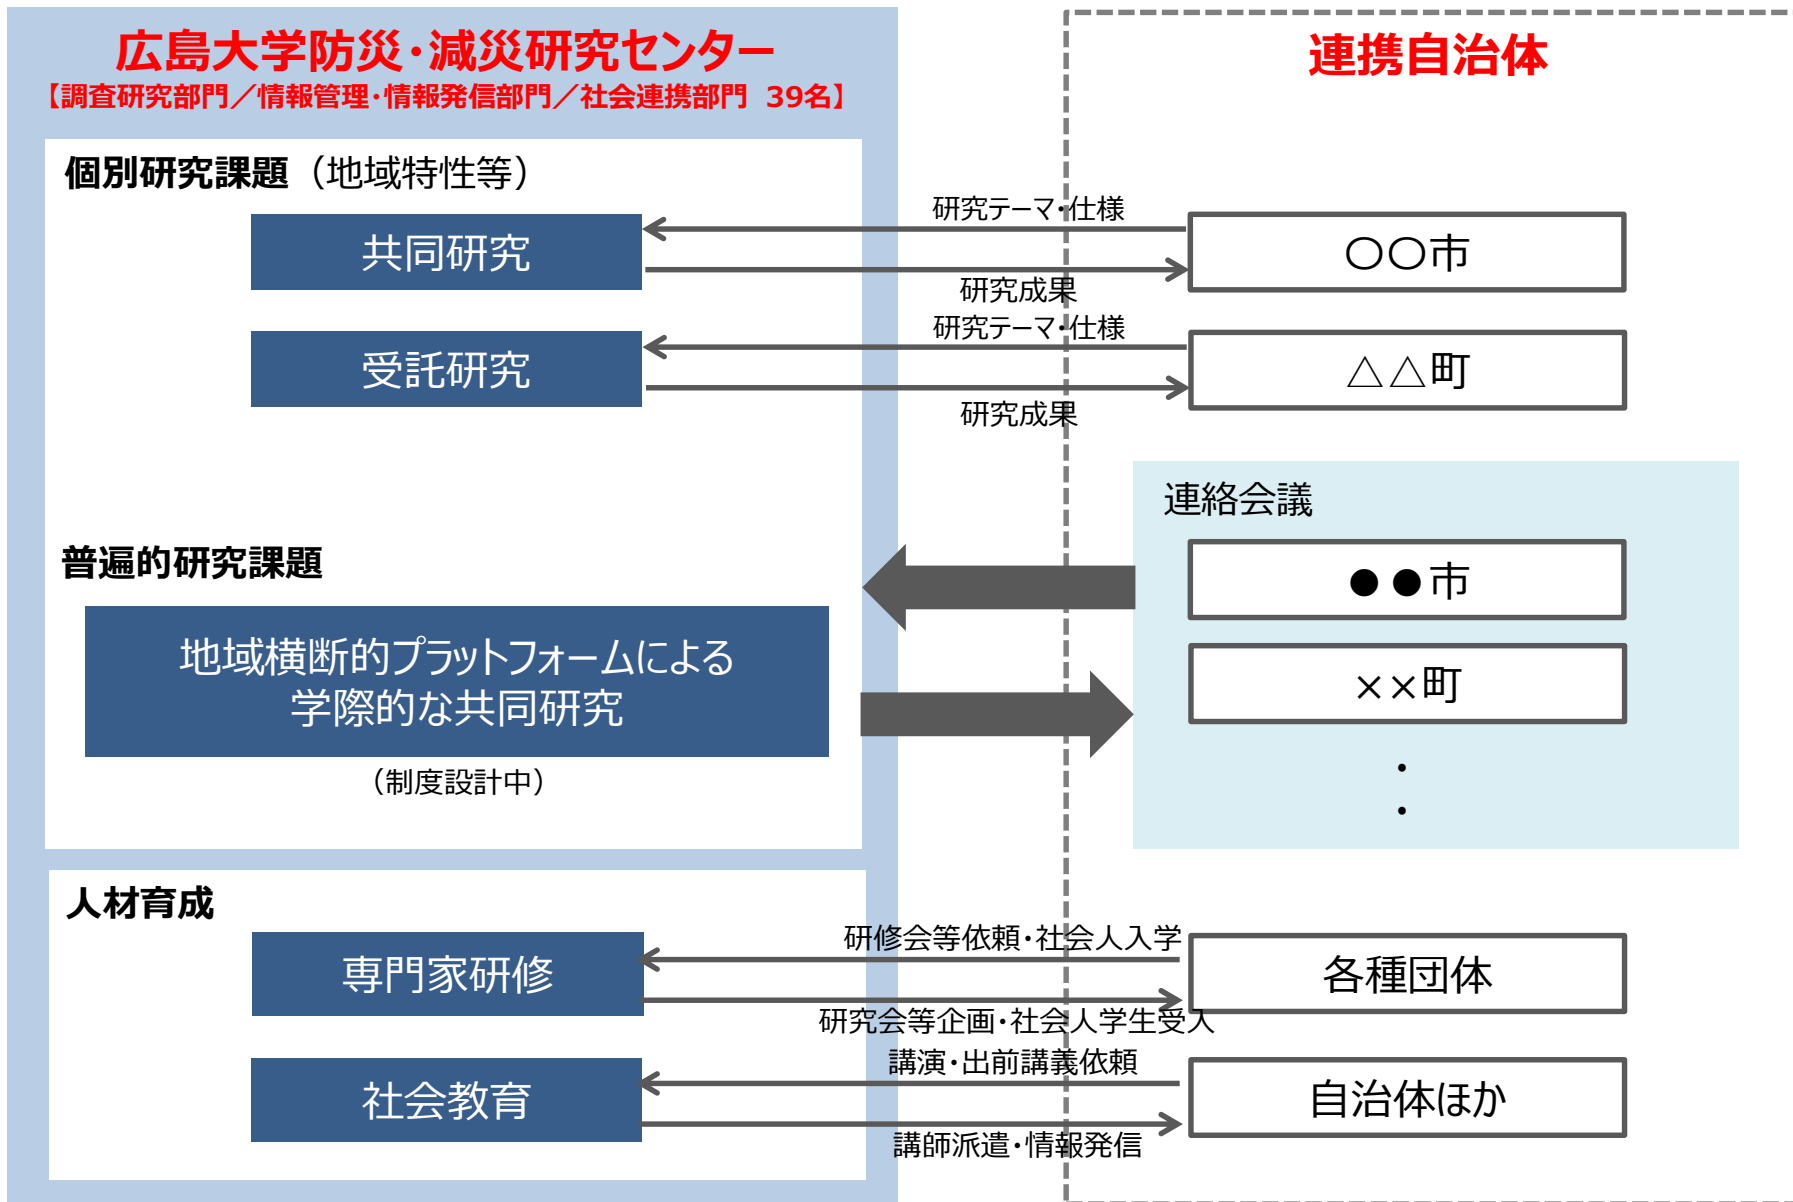 広島大学防災・減災研究センター
【調査研究部門／情報管理・情報発信部門／社会連携部門 39名】
連携自治体
個別研究課題（地域特性等）
共同研究
研究テーマ・仕様
研究成果
〇〇市
受託研究
研究テーマ・仕様
研究成果
△△町
連絡会議
●●市
××町
・
・
普遍的研究課題
地域横断的プラットフォームによる
学際的な共同研究
（制度設計中）
人材育成
専門家研修
研修会等依頼・社会人入学
研究会等企画・社会人学生受入
各種団体
社会教育
講演・出前講義依頼
講師派遣・情報発信
自治体ほか